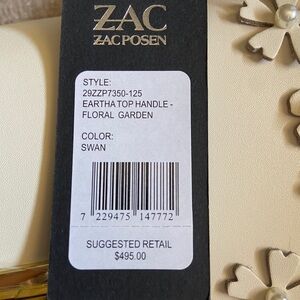 ZAC
ZAC POSEN
STYLE:
29ZZP7350-125
EARTHA TOP HANDLE -
FLORAL GARDEN
COLOR:
SWAN
7 229475 147772
SUGGESTED RETAIL
$495.00